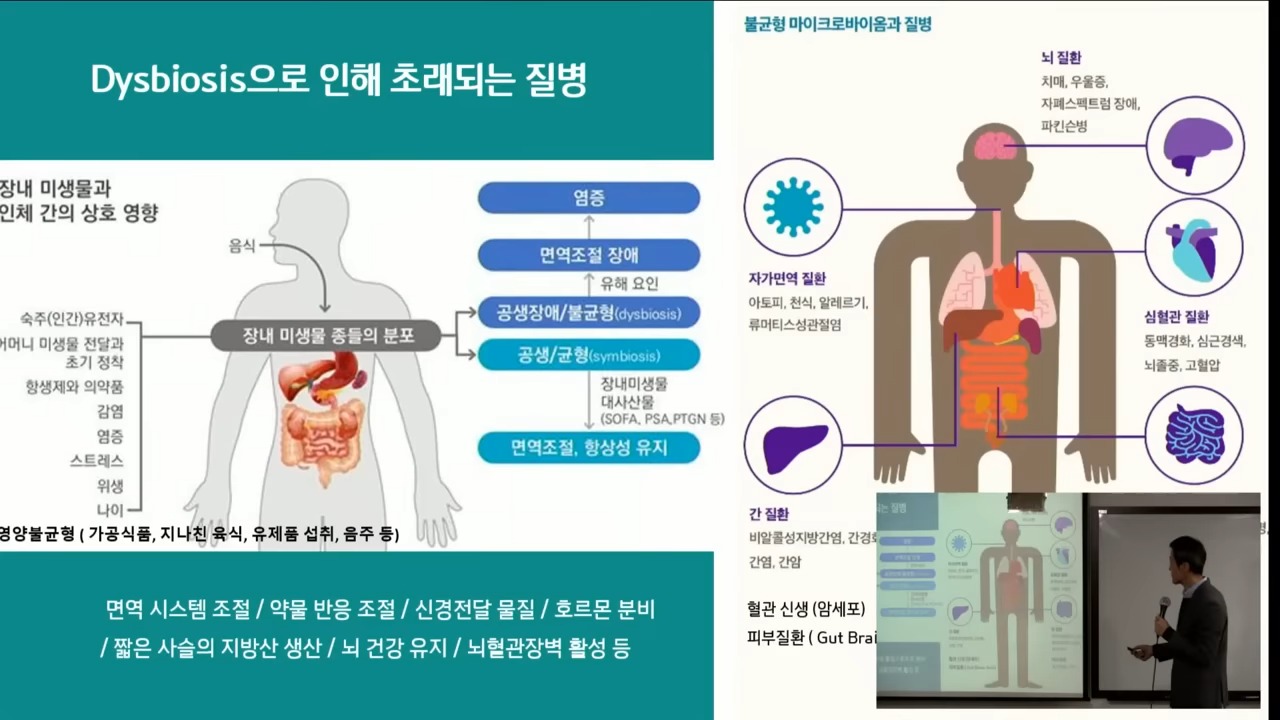 Dysbiosis으로 인해 초래되는 질병
장내 미생물과
인체 간의 상호 영향
음식
숙주(인간)유전자
어머니 미생물 전달과
초기 정착
항생제와 의약품
감염
염증
스트레스
위생
나이
장내 미생물 종들의 분포
염증
면역조절 장애
유해 요인
공생장애/불균형(dysbiosis)
공생/균형(symbiosis)
장내미생물
대사산물
(SOFA, PSA,PTGN 등)
면역조절, 항상성 유지
영양불균형 ( 가공식품, 지나친 육식, 유제품 섭취, 음주 등)
면역 시스템 조절 / 약물 반응 조절 / 신경전달 물질 / 호르몬 분비
/ 짧은 사슬의 지방산 생산 / 뇌 건강 유지 / 뇌혈관장벽 활성 등
불균형 마이크로바이옴과 질병
뇌 질환
치매, 우울증,
자폐스펙트럼 장애,
파킨슨병
자가면역 질환
아토피, 천식, 알레르기,
류머티스성관절염
심혈관 질환
동맥경화, 심근경색,
뇌졸중, 고혈압
간 질환
비알콜성지방간염, 간경화
간염, 간암
혈관 신생 (암세포)
피부질환 ( Gut Brai